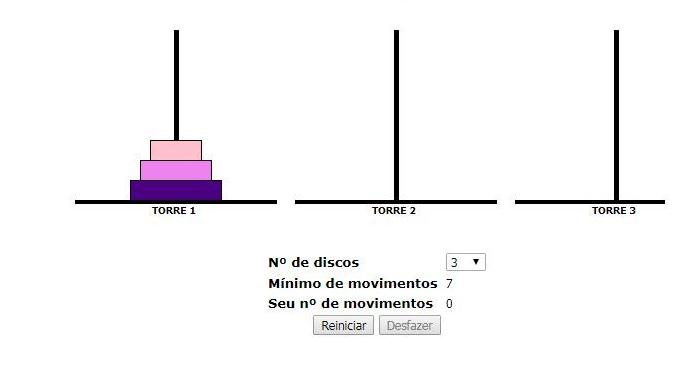 TORRE 1 TORRE 2 TORRE 3
Nº de discos 3
Mínimo de movimentos 7
Seu nº de movimentos 0
Reiniciar Desfazer